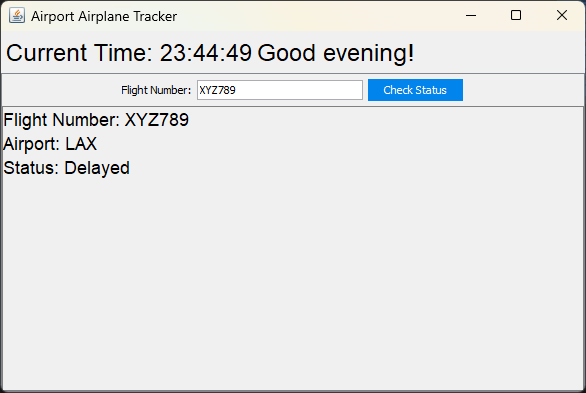 Airport Airplane Tracker
Current Time: 23:44:49 Good evening!
Flight Number: XYZ789 Check Status
Flight Number: XYZ789
Airport: LAX
Status: Delayed